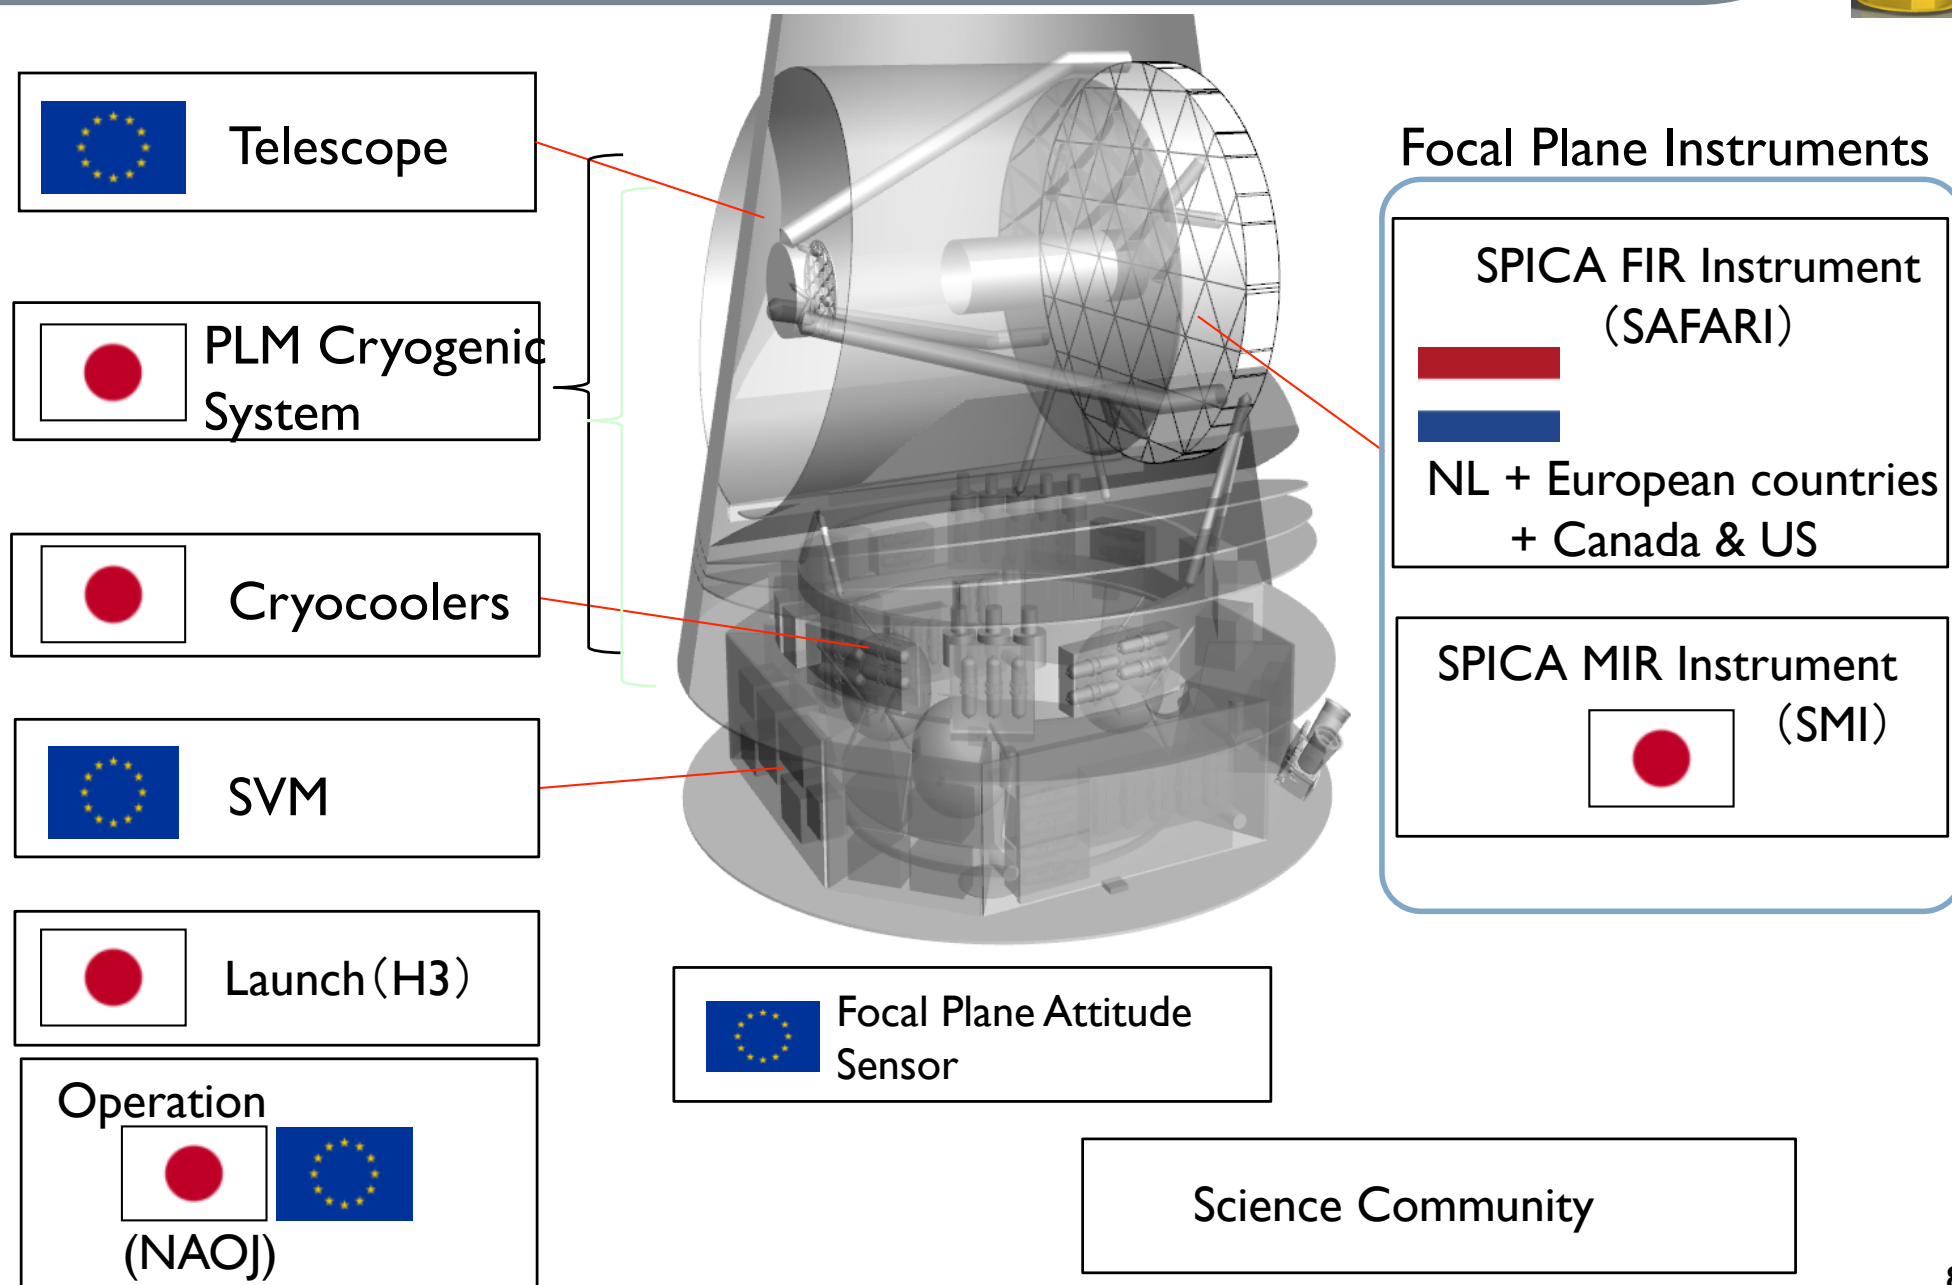 Telescope
PLM Cryogenic
System
Cryocoolers
SVM
Launch（H3）
Operation
(NAOJ)
Focal Plane Attitude
Sensor
Science Community
Focal Plane Instruments
SPICA FIR Instrument
（SAFARI）
NL + European countries
+ Canada & US
SPICA MIR Instrument
（SMI）